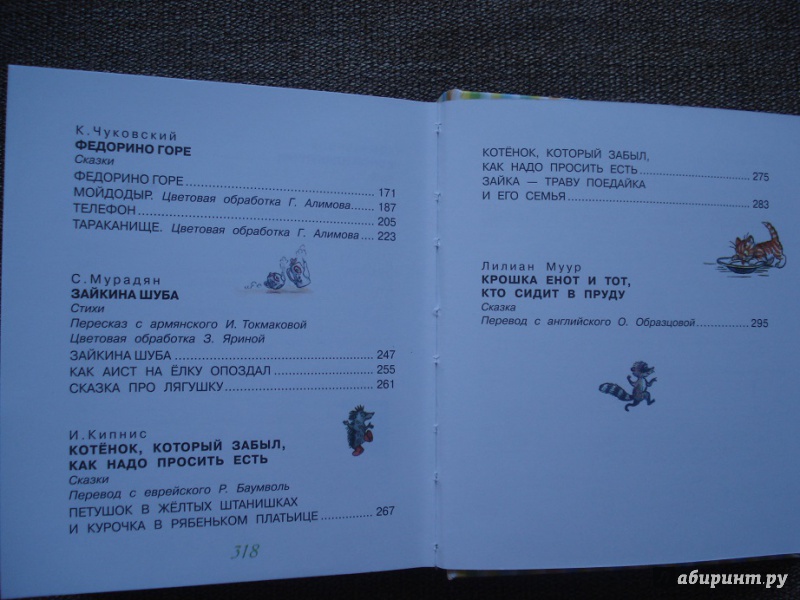 К. Чуковский
ФЕДОРИНО ГОРЕ
Сказки
ФЕДОРИНО ГОРЕ 171
МОЙДОДЫР. Цветовая обработка Г. Алимова 187
ТЕЛЕФОН 205
ТАРАКАНИЩЕ. Цветовая обработка Г. Алимова 223
С. Мурадян
ЗАЙКИНА ШУБА
Стихи
Пересказ с армянского И. Токмаковой
Цветовая обработка З. Яриной
ЗАЙКИНА ШУБА 247
КАК АИСТ НА ЁЛКУ ОПОЗДАЛ 255
СКАЗКА ПРО ЛЯГУШКУ 261
И. Кипнис
КОТЁНОК, КОТОРЫЙ ЗАБЫЛ,
КАК НАДО ПРОСИТЬ ЕСТЬ
Сказки
Перевод с еврейского Р. Баумволь
ПЕТУШОК В ЖЁЛТЫХ ШТАНИШКАХ
И КУРОЧКА В РЯБЕНЬКОМ ПЛАТЬИЦЕ 267
318
КОТЁНОК, КОТОРЫЙ ЗАБЫЛ,
КАК НАДО ПРОСИТЬ ЕСТЬ 275
ЗАЙКА — ТРАВУ ПОЕДАЙКА
И ЕГО СЕМЬЯ 283
Лилиан Муур
КРОШКА ЕНОТ И ТОТ,
КТО СИДИТ В ПРУДУ
Сказка
Перевод с английского О. Образцовой 295
абиринт.ру